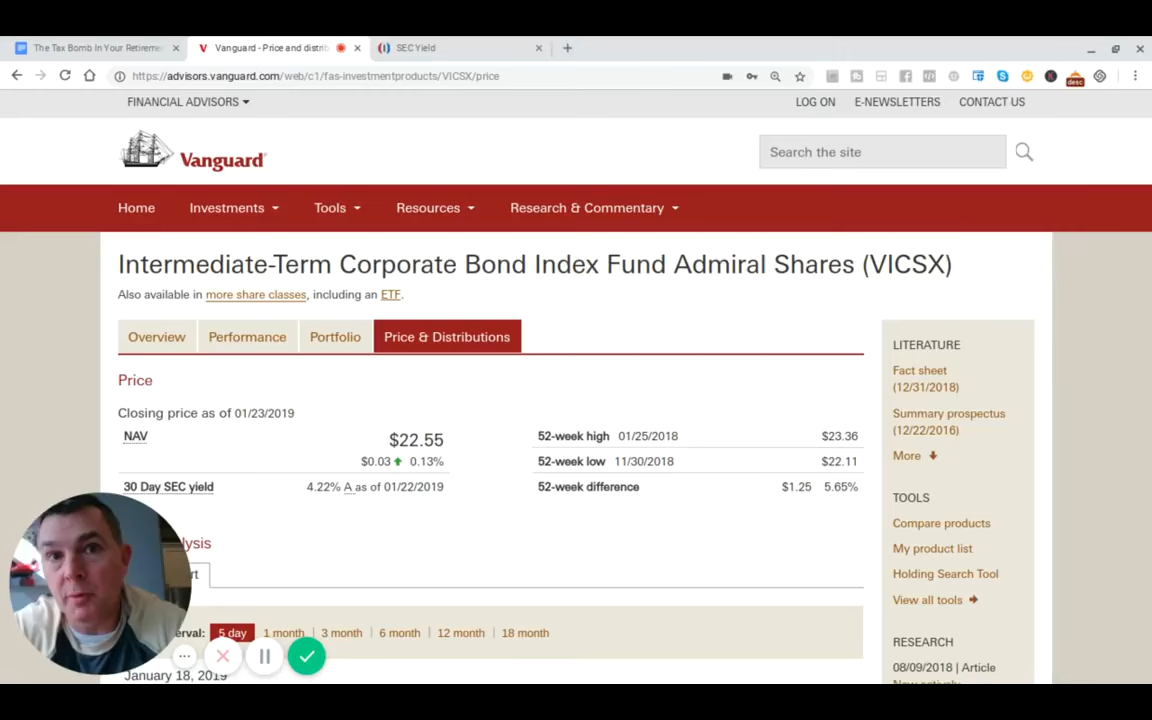 The Tax Bomb In Your Retireme
Vanguard - Price and distrib
SEC Yield
https://advisors.vanguard.com/web/c1/fas-investmentproducts/VICSX/price
desc
FINANCIAL ADVISORS
LOG ON
E-NEWSLETTERS
CONTACT US
Vanguard
Search the site
Home
Investments
Tools
Resources
Research & Commentary
Intermediate-Term Corporate Bond Index Fund Admiral Shares (VICSX)
Also available in more share classes, including an ETF.
Overview
Performance
Portfolio
Price & Distributions
Price
Closing price as of 01/23/2019
NAV
$22.55
$0.03 0.13%
30 Day SEC yield 4.22% A as of 01/22/2019
52-week high 01/25/2018 $23.36
52-week low 11/30/2018 $22.11
52-week difference $1.25 5.65%
lysis
rt
erval: 5 day 1 month 3 month 6 month 12 month 18 month
January 18, 2019
LITERATURE
Fact sheet
(12/31/2018)
Summary prospectus
(12/22/2016)
More
TOOLS
Compare products
My product list
Holding Search Tool
View all tools
RESEARCH
08/09/2018 | Article